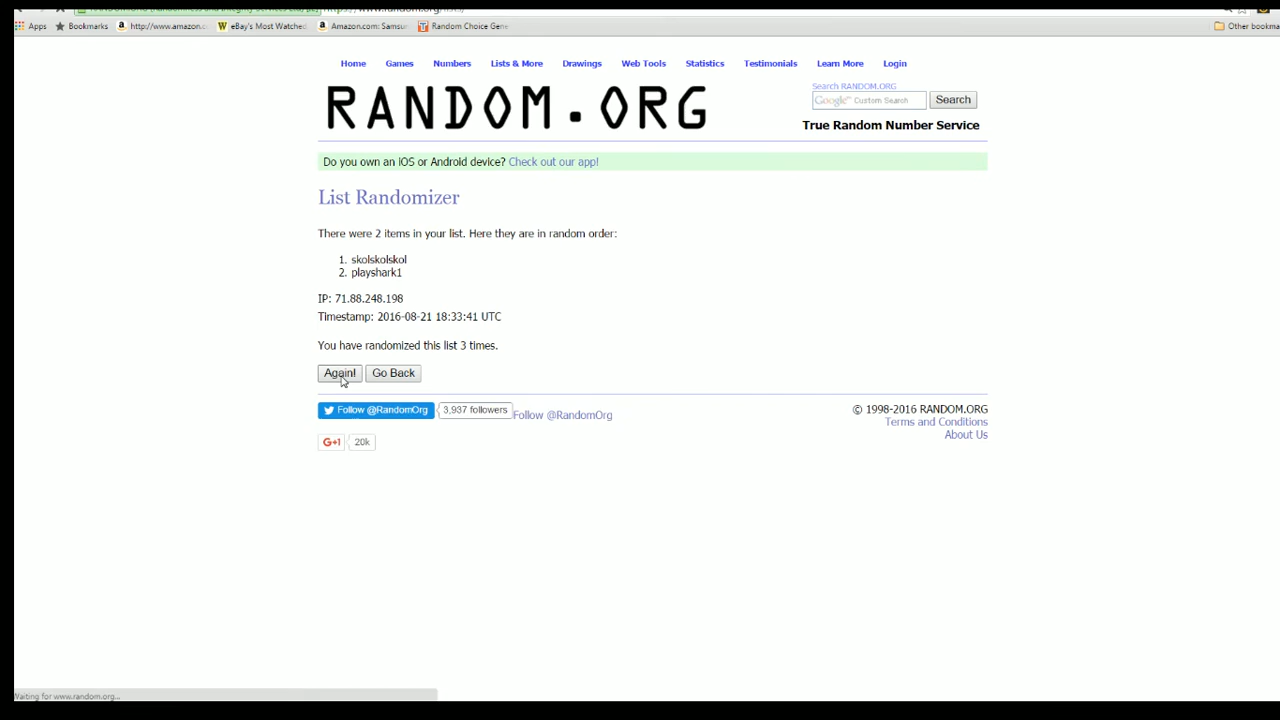 Apps Bookmarks http://www.amazon.c eBay's Most Watched Amazon.com: Samsu Random Choice Gene Other bookma
Home Games Numbers Lists & More Drawings Web Tools Statistics Testimonials Learn More Login
Search RANDOM.ORG
RANDOM.ORG
Google™ Custom Search Search
True Random Number Service
Do you own an iOS or Android device? Check out our app!
List Randomizer
There were 2 items in your list. Here they are in random order:
1. skolskolskol
2. playshark1
IP: 71.88.248.198
Timestamp: 2016-08-21 18:33:41 UTC
You have randomized this list 3 times.
Again! Go Back
Follow @RandomOrg 3,937 followers Follow @RandomOrg
G+1 20k
© 1998-2016 RANDOM.ORG
Terms and Conditions
About Us
Waiting for www.random.org...